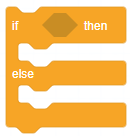 if then
else